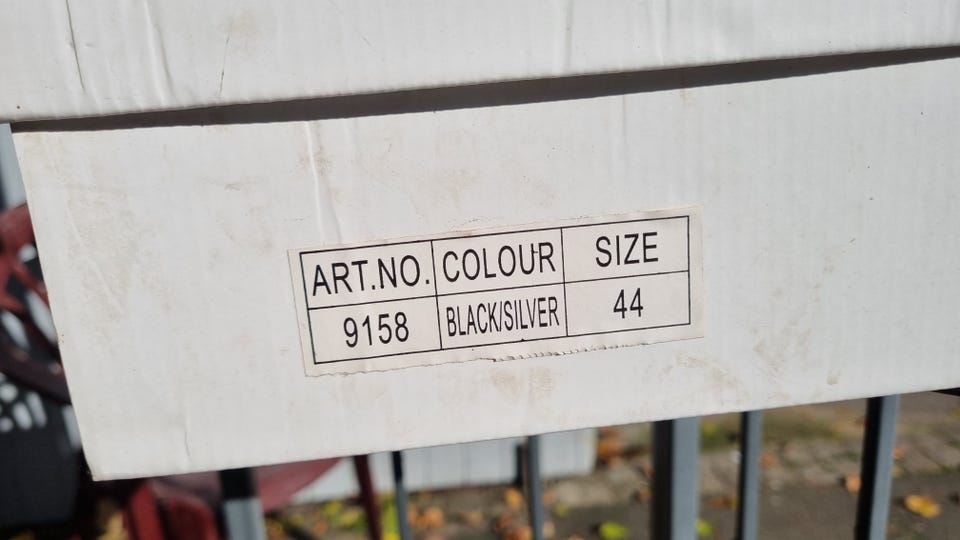 ART.NO. COLOUR SIZE
9158 BLACK/SILVER 44